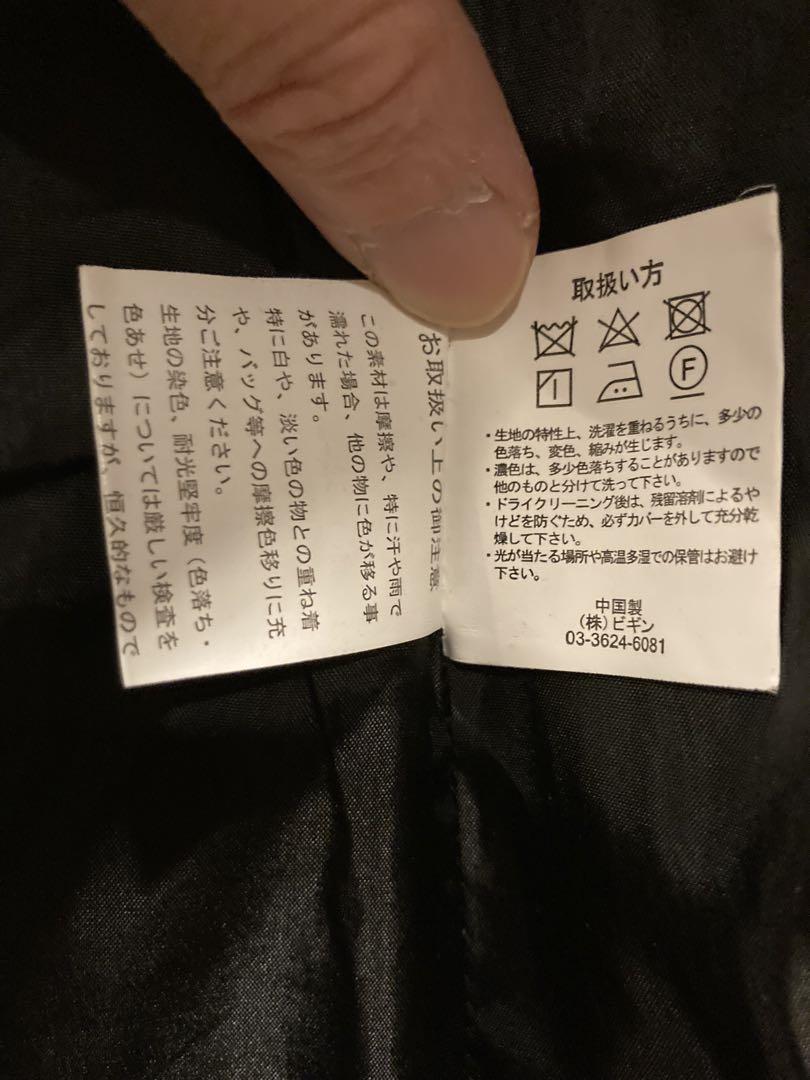 取扱い方
F
・生地の特性上、洗濯を重ねるうちに、多少の
色落ち、変色、縮みが生じます。
・濃色は、多少色落ちすることがありますので
他のものと分けて洗って下さい。
・ドライクリーニング後は、残留溶剤によるや
けどを防ぐため、必ずカバーを外して充分乾
燥して下さい。
・光が当たる場所や高温多湿での保管はお避け
下さい。
中国製
（株）ビギン
03-3624-6081
お取扱い上の御注意
この素材は摩擦や、特に汗や雨で
濡れた場合、他の物に色が移る事
があります。
特に白や、淡い色の物との重ね着
や、バッグ等への摩擦色移りに充
分ご注意ください。
生地の染色、耐光堅牢度（色落ち・
色あせ）については厳しい検査を
しておりますが、恒久的なもので